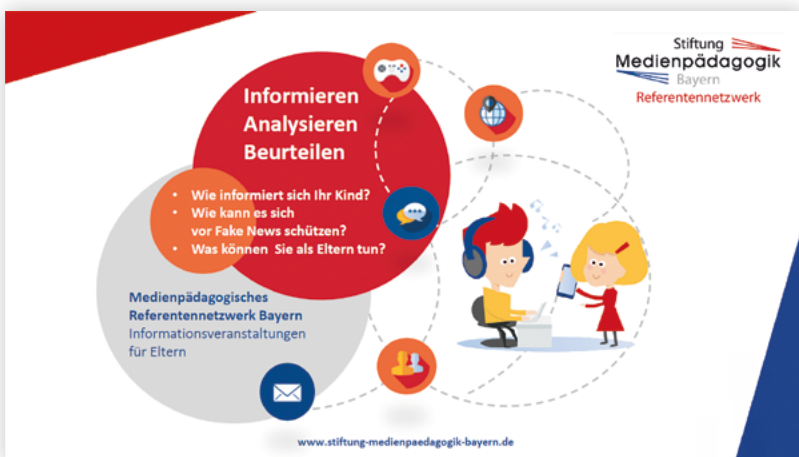 Stiftung
Medienpädagogik
Bayern
Referentennetzwerk
Informieren
Analysieren
Beurteilen
• Wie informiert sich Ihr Kind?
• Wie kann es sich
vor Fake News schützen?
• Was können Sie als Eltern tun?
Medienpädagogisches
Referentennetzwerk Bayern
Informationsveranstaltungen
für Eltern
www.stiftung-medienpaedagogik-bayern.de